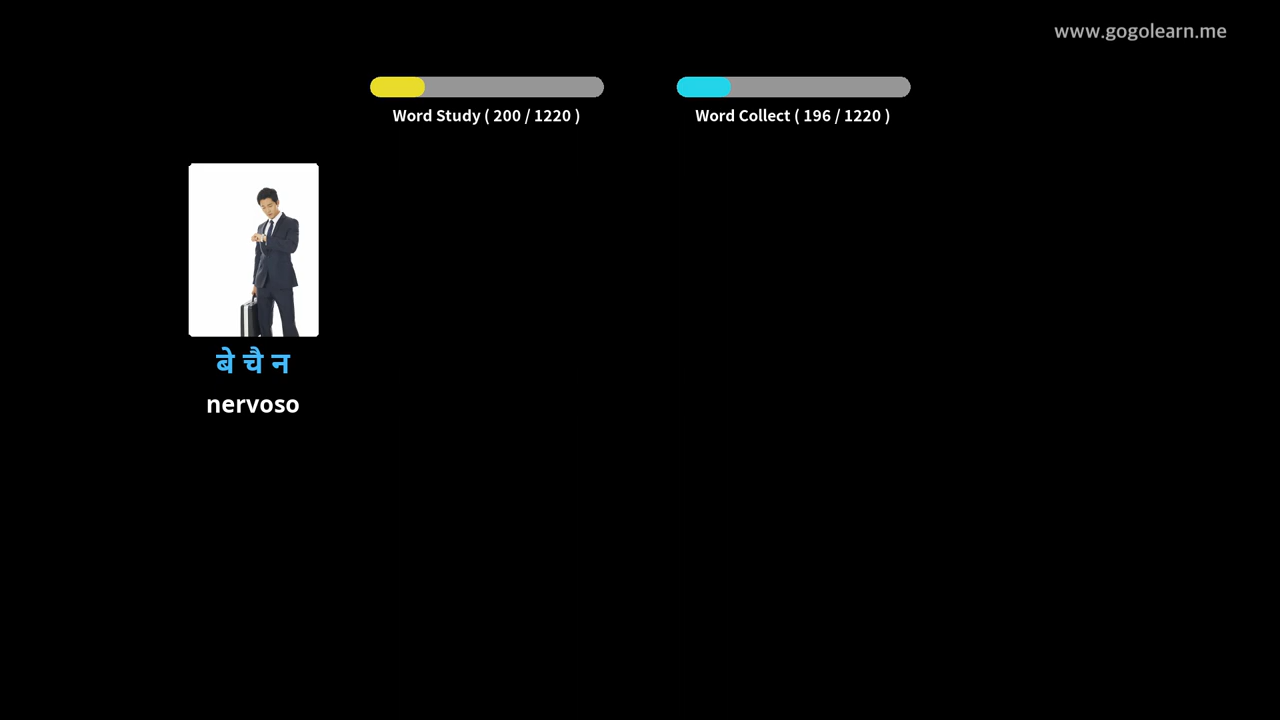 www.gogolearn.me
Word Study ( 200 / 1220 )
Word Collect ( 196 / 1220 )
बे चै न
nervoso